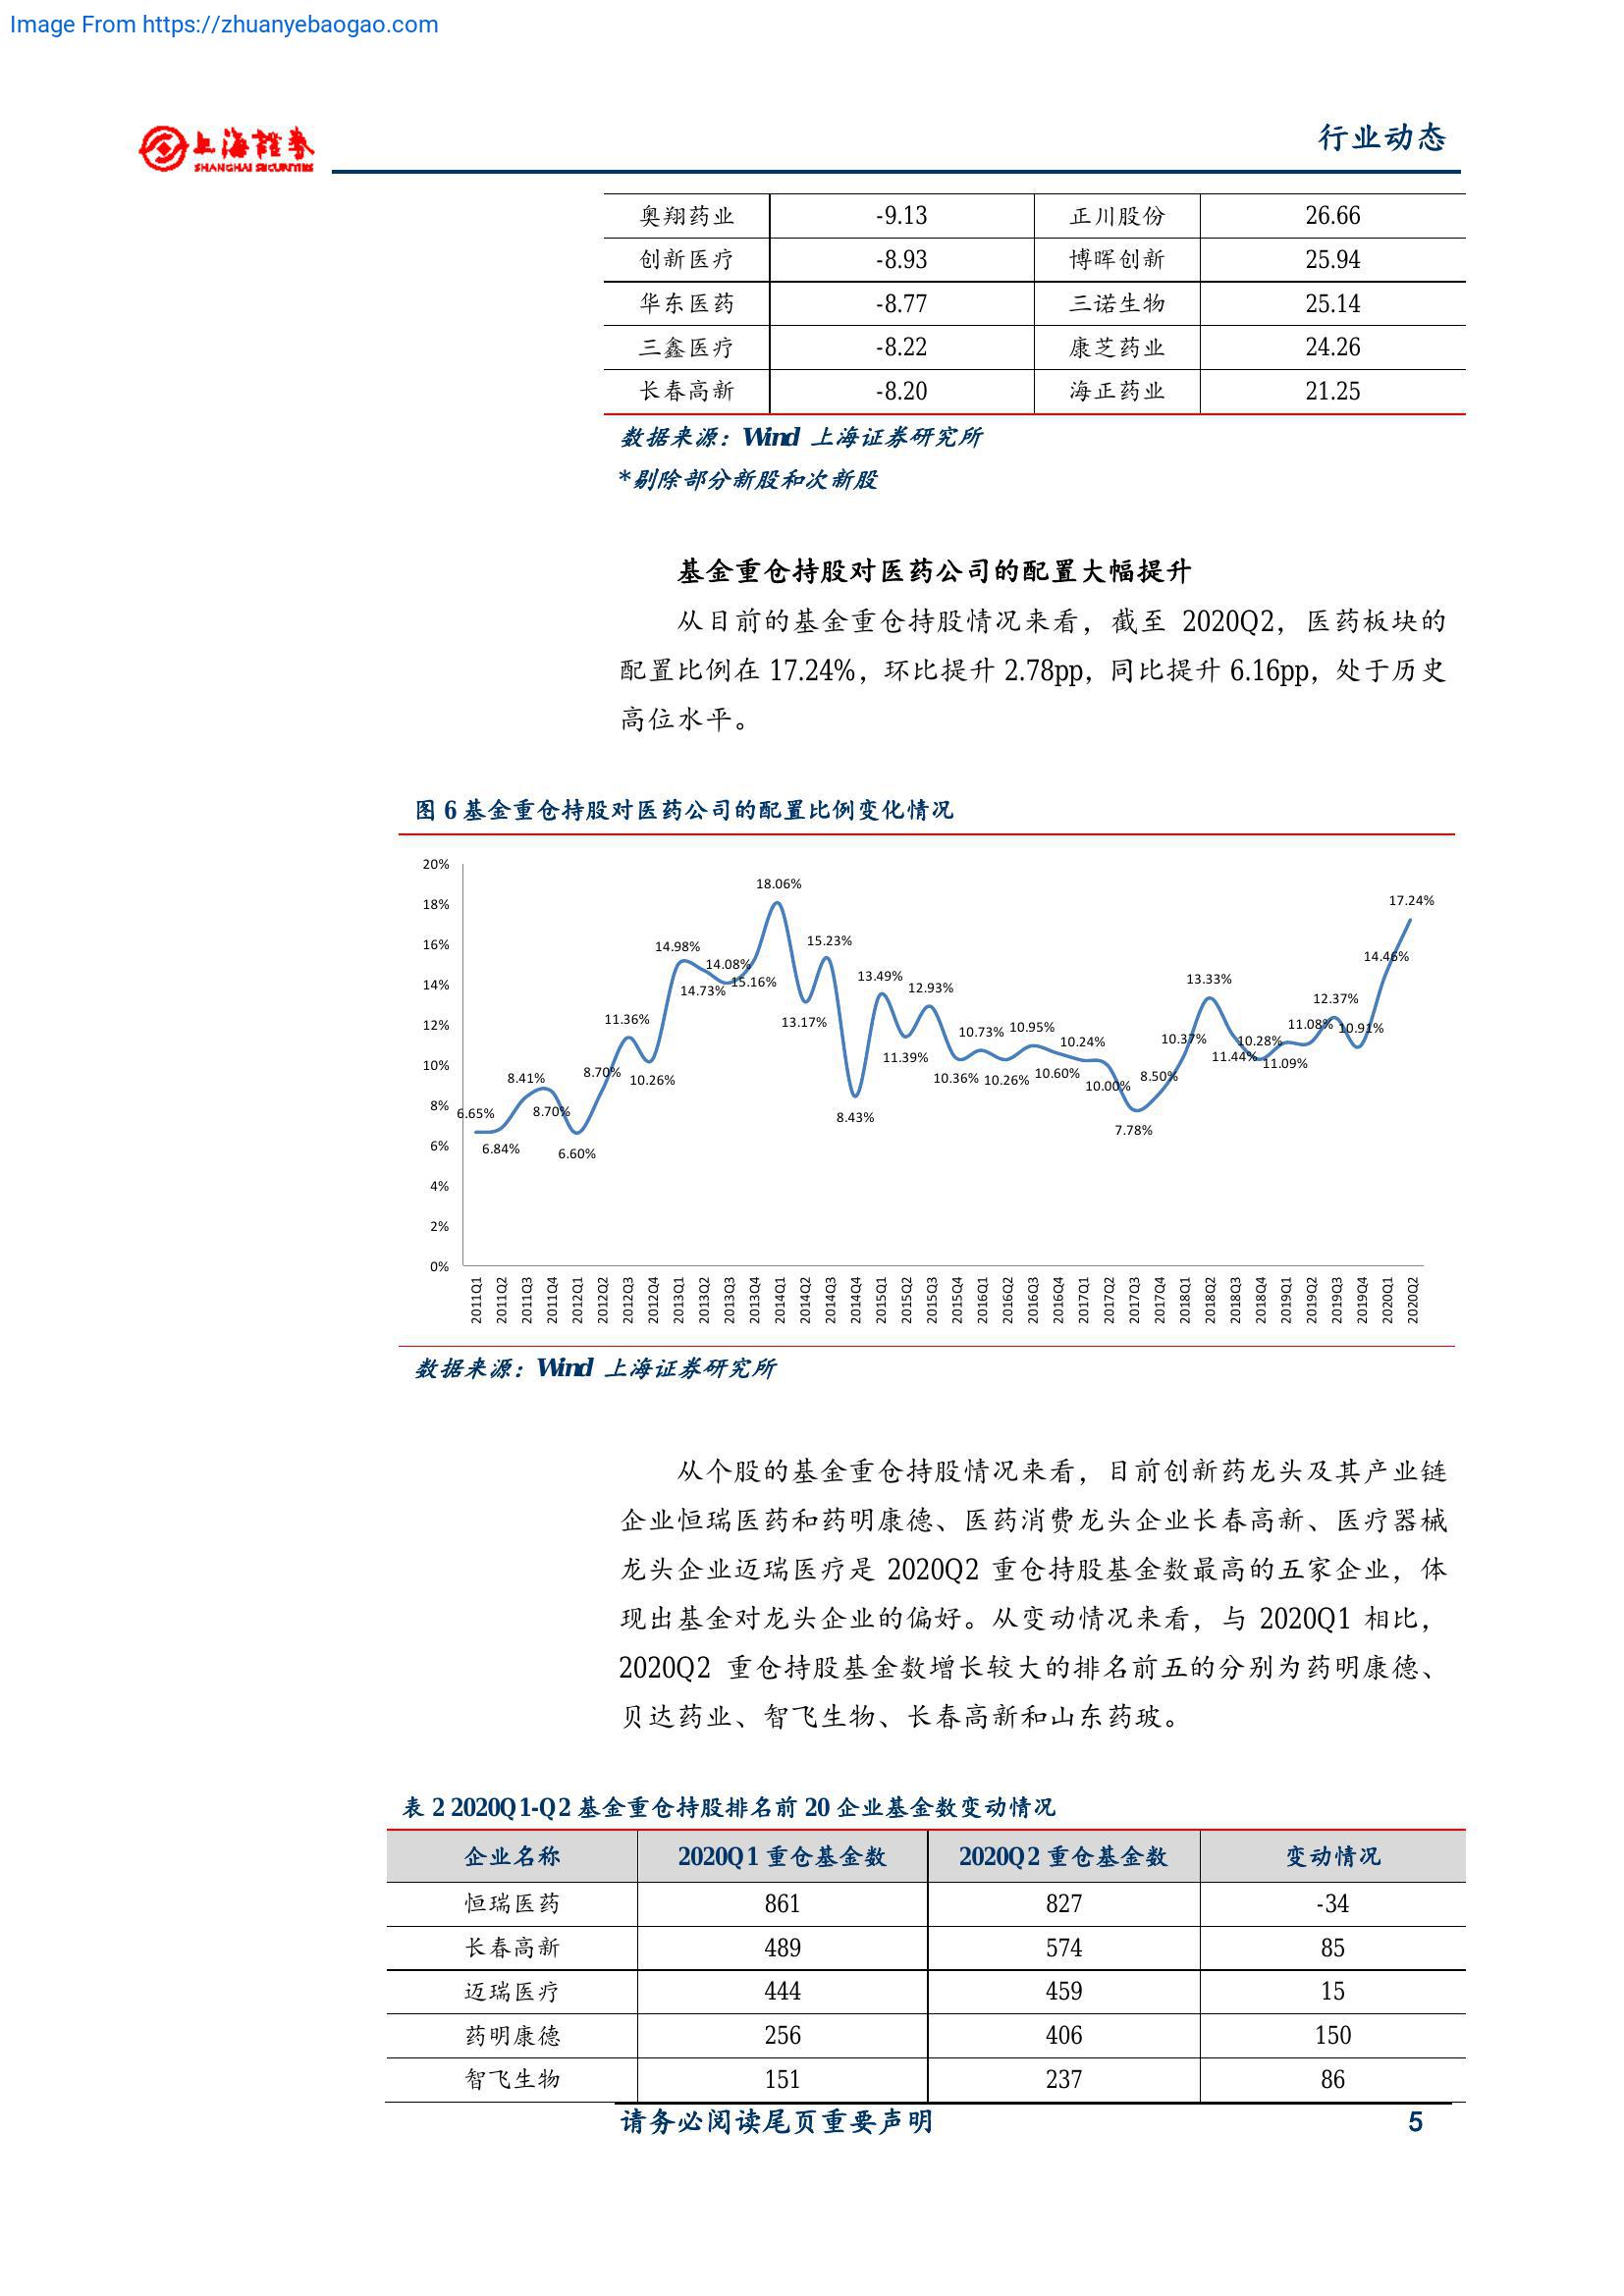 Image From https://zhuanyebaogao.com
上海證券
SHANGHAI SECURITIES
行业动态
奥翔药业 -9.13 正川股份 26.66
创新医疗 -8.93 博晖创新 25.94
华东医药 -8.77 三诺生物 25.14
三鑫医疗 -8.22 康芝药业 24.26
长春高新 -8.20 海正药业 21.25
数据来源：Wind 上海证券研究所
*剔除部分新股和次新股
基金重仓持股对医药公司的配置大幅提升
从目前的基金重仓持股情况来看，截至 2020Q2，医药板块的
配置比例在 17.24%，环比提升 2.78pp，同比提升 6.16pp，处于历史
高位水平。
图 6 基金重仓持股对医药公司的配置比例变化情况
20%
18%
16%
14%
12%
10%
8%
6%
4%
2%
0%
6.65%
6.84%
8.41%
8.70%
6.60%
8.70%
11.36%
10.26%
14.98%
14.73%
14.08%
15.16%
18.06%
13.17%
15.23%
8.43%
13.49%
11.39%
12.93%
10.36%
10.73%
10.26%
10.95%
10.60%
10.24%
10.00%
7.78%
8.50%
10.37%
13.33%
11.44%
10.28%
11.09%
11.08%
12.37%
10.91%
14.46%
17.24%
2011Q1
2011Q2
2011Q3
2011Q4
2012Q1
2012Q2
2012Q3
2012Q4
2013Q1
2013Q2
2013Q3
2013Q4
2014Q1
2014Q2
2014Q3
2014Q4
2015Q1
2015Q2
2015Q3
2015Q4
2016Q1
2016Q2
2016Q3
2016Q4
2017Q1
2017Q2
2017Q3
2017Q4
2018Q1
2018Q2
2018Q3
2018Q4
2019Q1
2019Q2
2019Q3
2019Q4
2020Q1
2020Q2
数据来源：Wind 上海证券研究所
从个股的基金重仓持股情况来看，目前创新药龙头及其产业链
企业恒瑞医药和药明康德、医药消费龙头企业长春高新、医疗器械
龙头企业迈瑞医疗是 2020Q2 重仓持股基金数最高的五家企业，体
现出基金对龙头企业的偏好。从变动情况来看，与 2020Q1 相比，
2020Q2 重仓持股基金数增长较大的排名前五的分别为药明康德、
贝达药业、智飞生物、长春高新和山东药玻。
表 2 2020Q1-Q2 基金重仓持股排名前 20 企业基金数变动情况
企业名称 2020Q1 重仓基金数 2020Q2 重仓基金数 变动情况
恒瑞医药 861 827 -34
长春高新 489 574 85
迈瑞医疗 444 459 15
药明康德 256 406 150
智飞生物 151 237 86
请务必阅读尾页重要声明 5